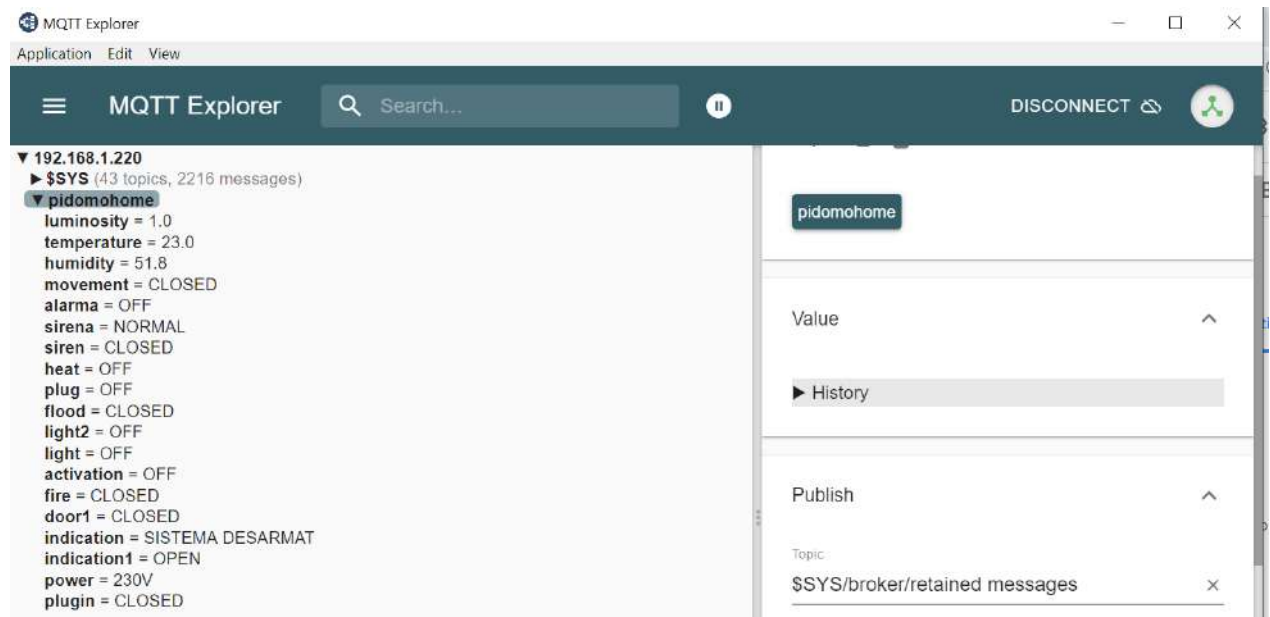 MQTT Explorer
Application Edit View
MQTT Explorer
Search...
DISCONNECT
▼ 192.168.1.220
▶ $SYS (43 topics, 2216 messages)
▼ pidomohome
luminosity = 1.0
temperature = 23.0
humidity = 51.8
movement = CLOSED
alarma = OFF
sirena = NORMAL
siren = CLOSED
heat = OFF
plug = OFF
flood = CLOSED
light2 = OFF
light = OFF
activation = OFF
fire = CLOSED
door1 = CLOSED
indication = SISTEMA DESARMAT
indication1 = OPEN
power = 230V
plugin = CLOSED
pidomohome
Value
▶ History
Publish
Topic
$SYS/broker/retained messages